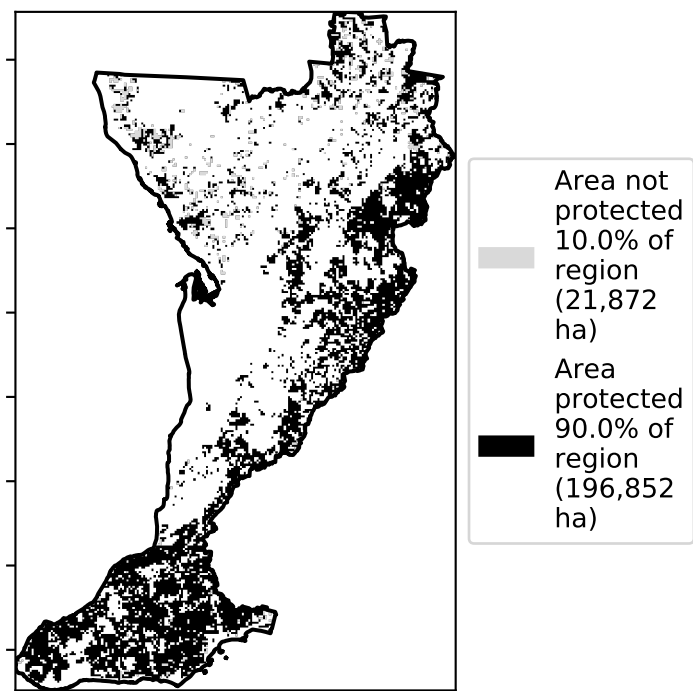 Area not
protected
10.0% of
region
(21,872
ha)
Area
protected
90.0% of
region
(196,852
ha)